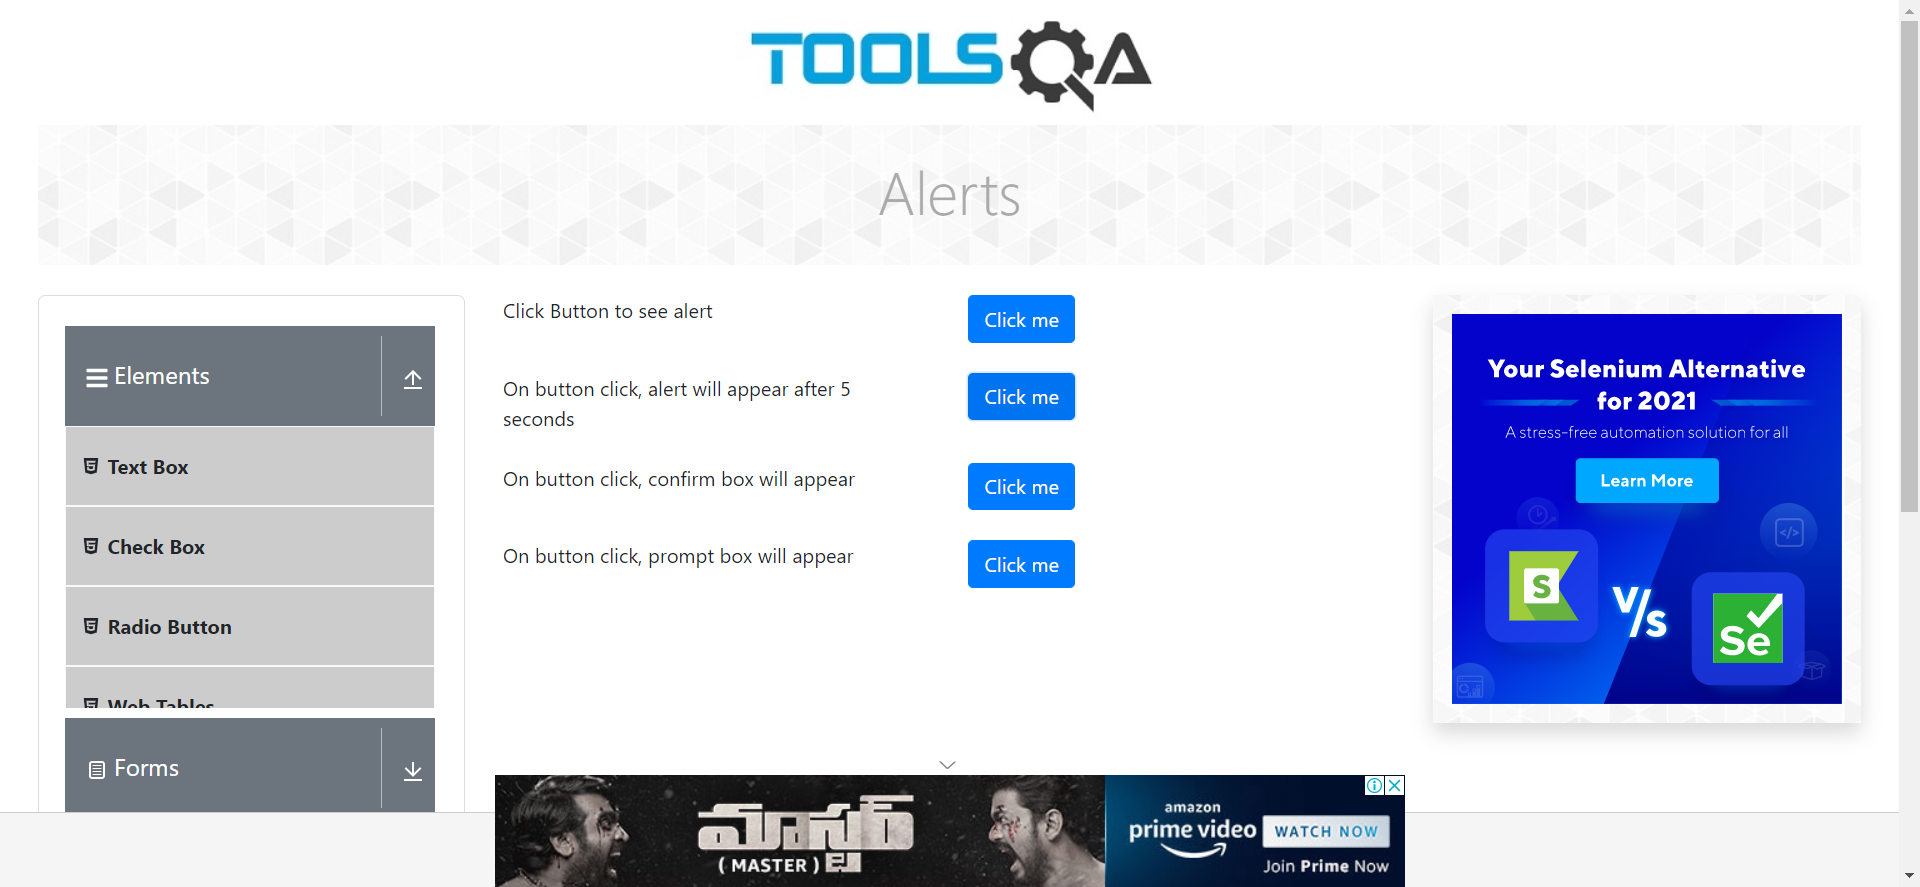 TOOLSQA
Alerts
Elements
Text Box
Check Box
Radio Button
Web Tables
Forms
Click Button to see alert
Click me
On button click, alert will appear after 5
seconds
Click me
On button click, confirm box will appear
Click me
On button click, prompt box will appear
Click me
Your Selenium Alternative
for 2021
A stress-free automation solution for all
Learn More
</>
S
V/s
Se
మాస్టర్
( MASTER )
amazon
prime video
WATCH NOW
Join Prime Now